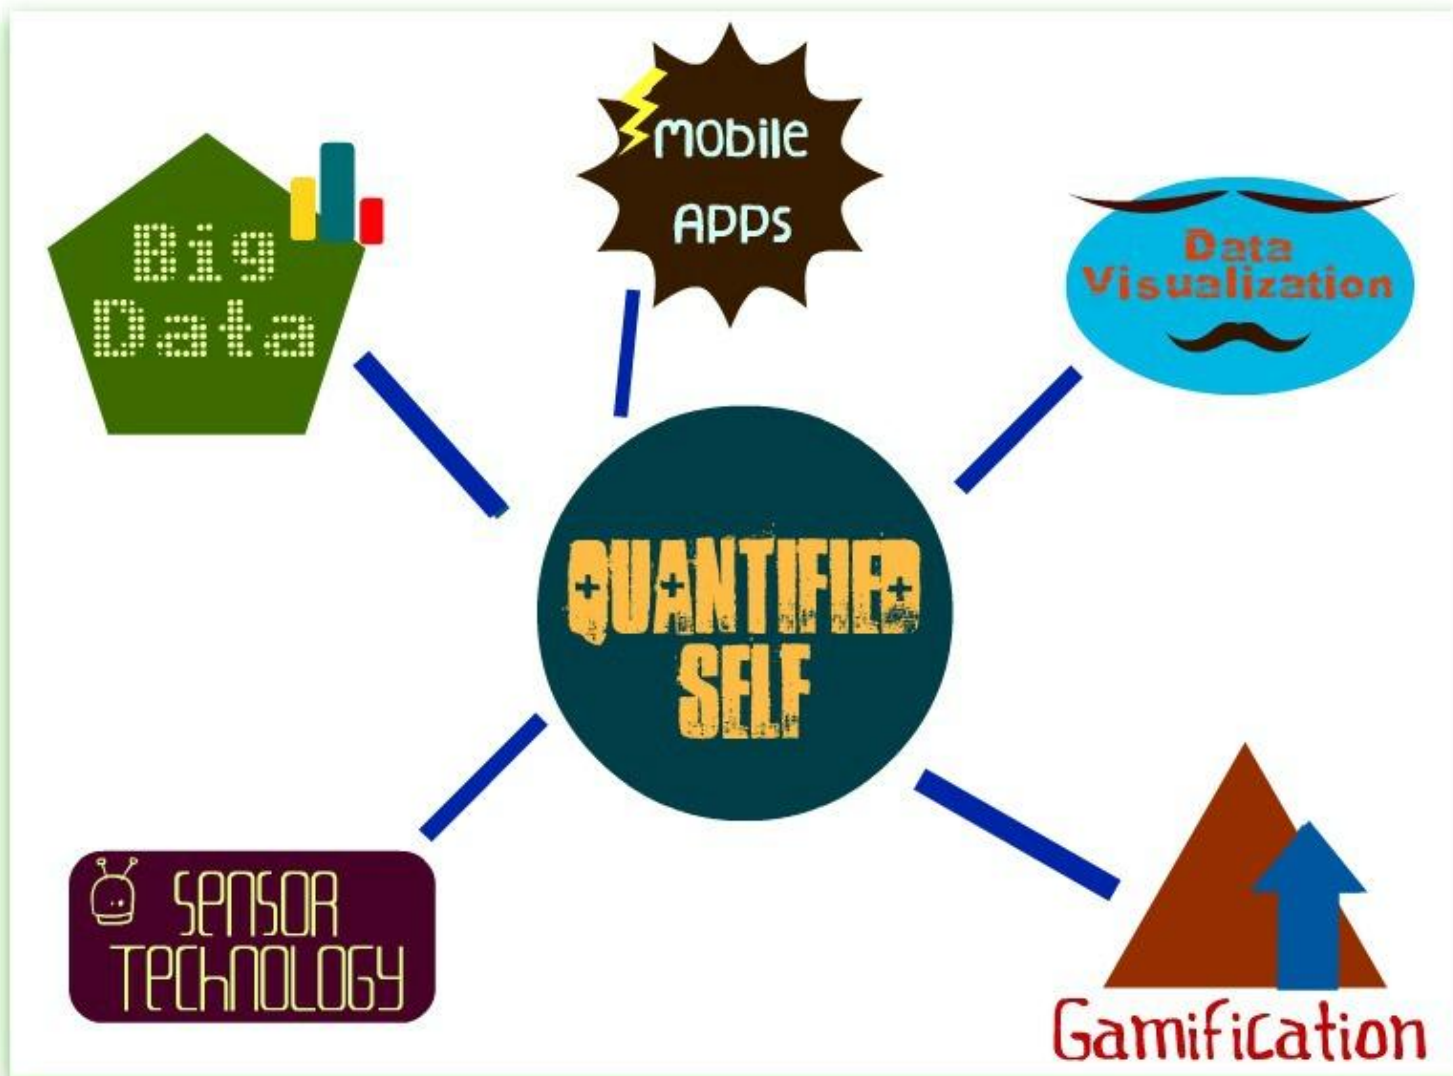 Mobile
Apps
Big
Data
Data
Visualization
QUANTIFIED
SELF
SENSOR
TECHNOLOGY
Gamification